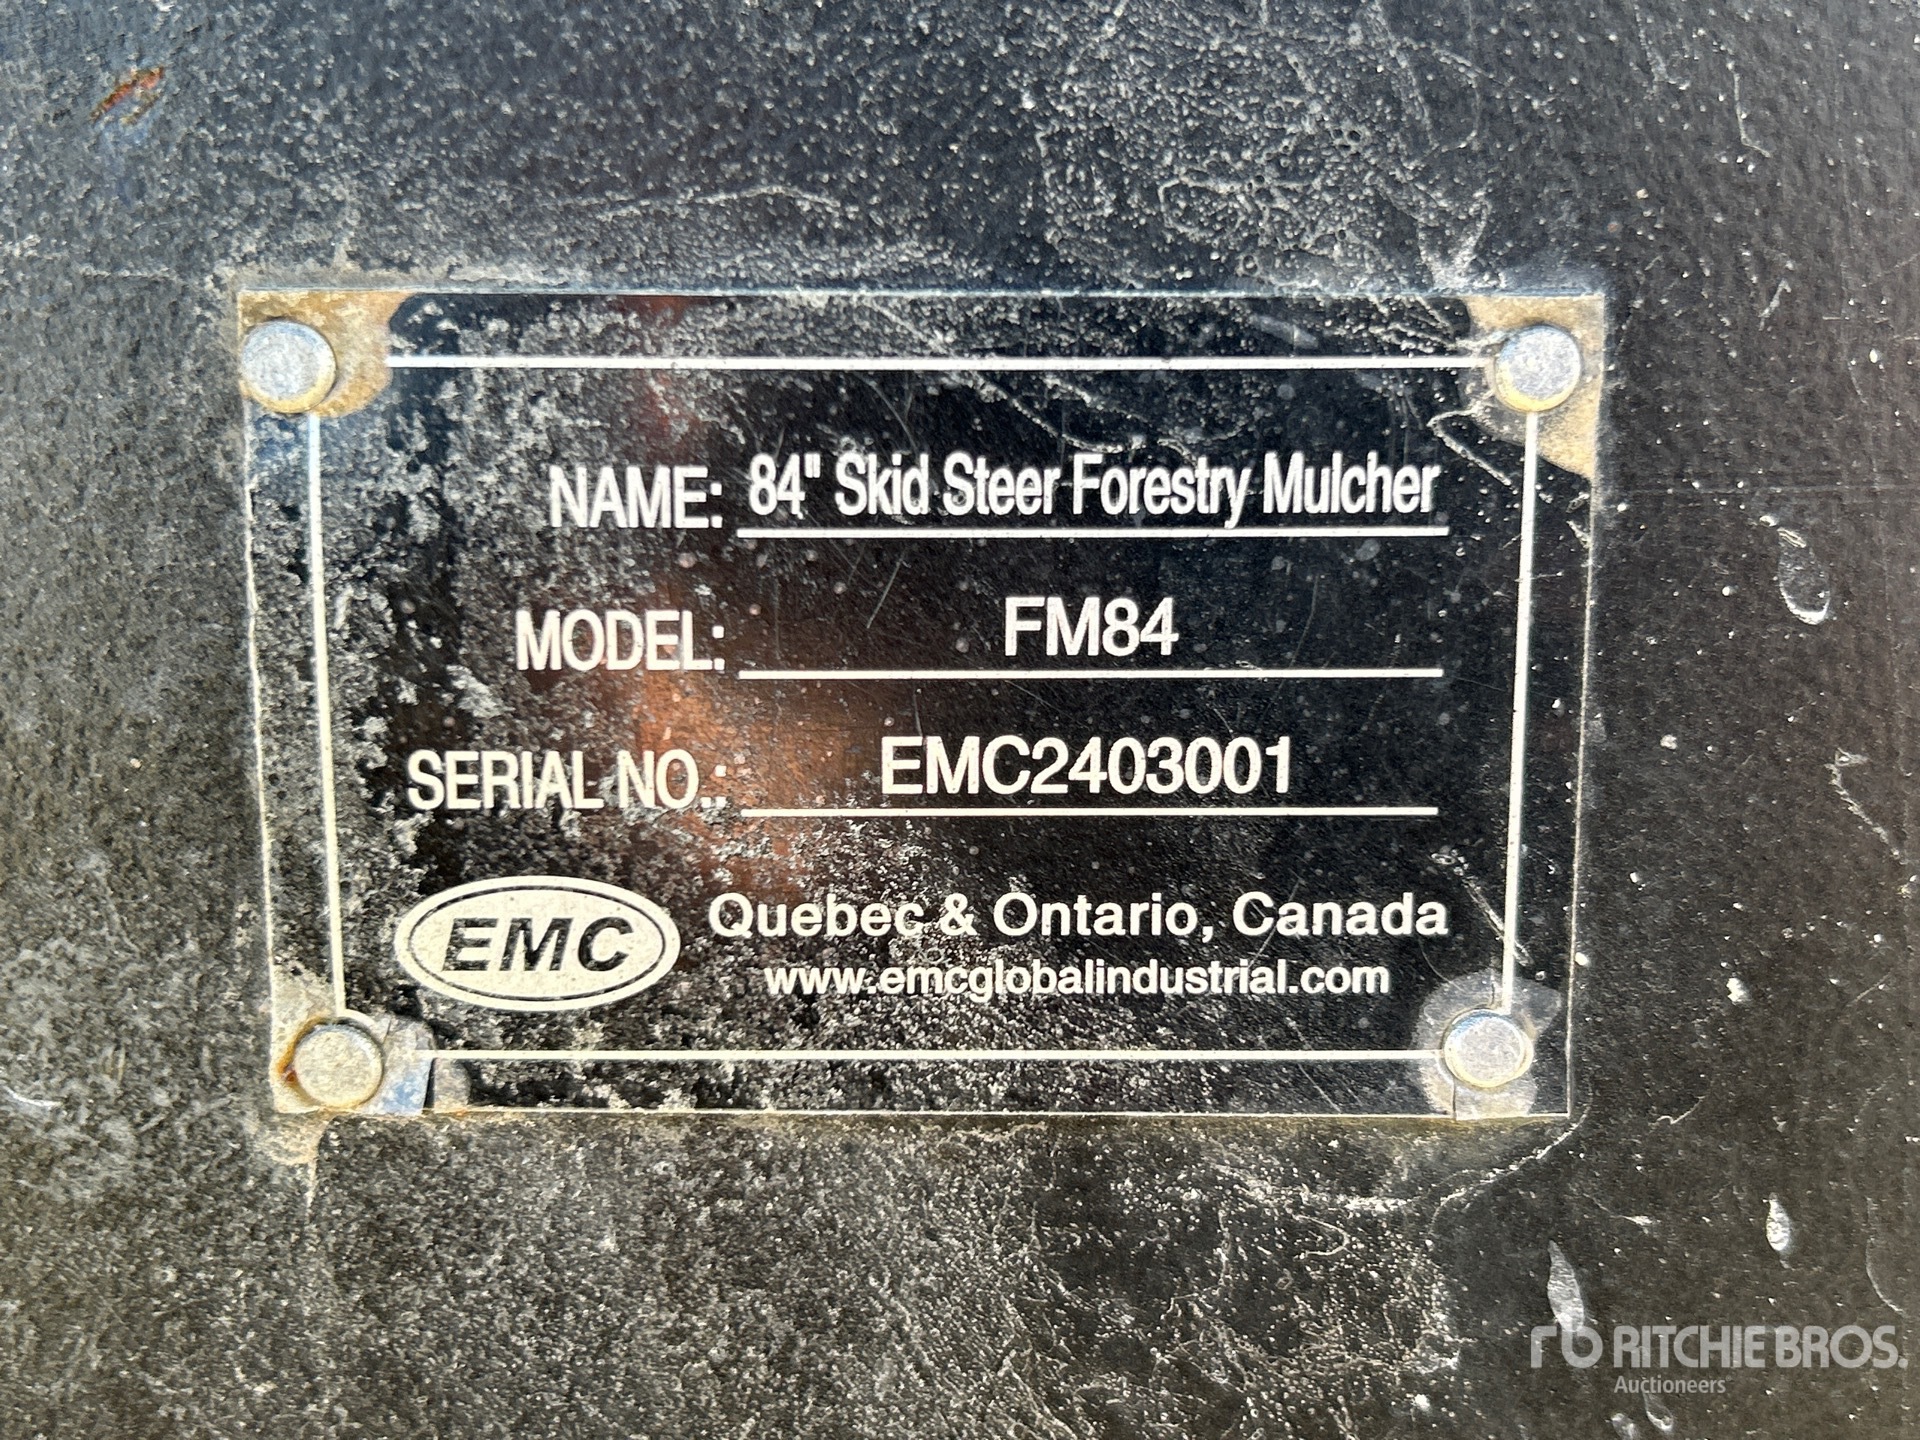 NAME: 84" Skid Steer Forestry Mulcher
MODEL: FM84
SERIAL NO.: EMC2403001
EMC Quebec & Ontario, Canada
www.emcglobalindustrial.com
rb RITCHIE BROS.
Auctioneers